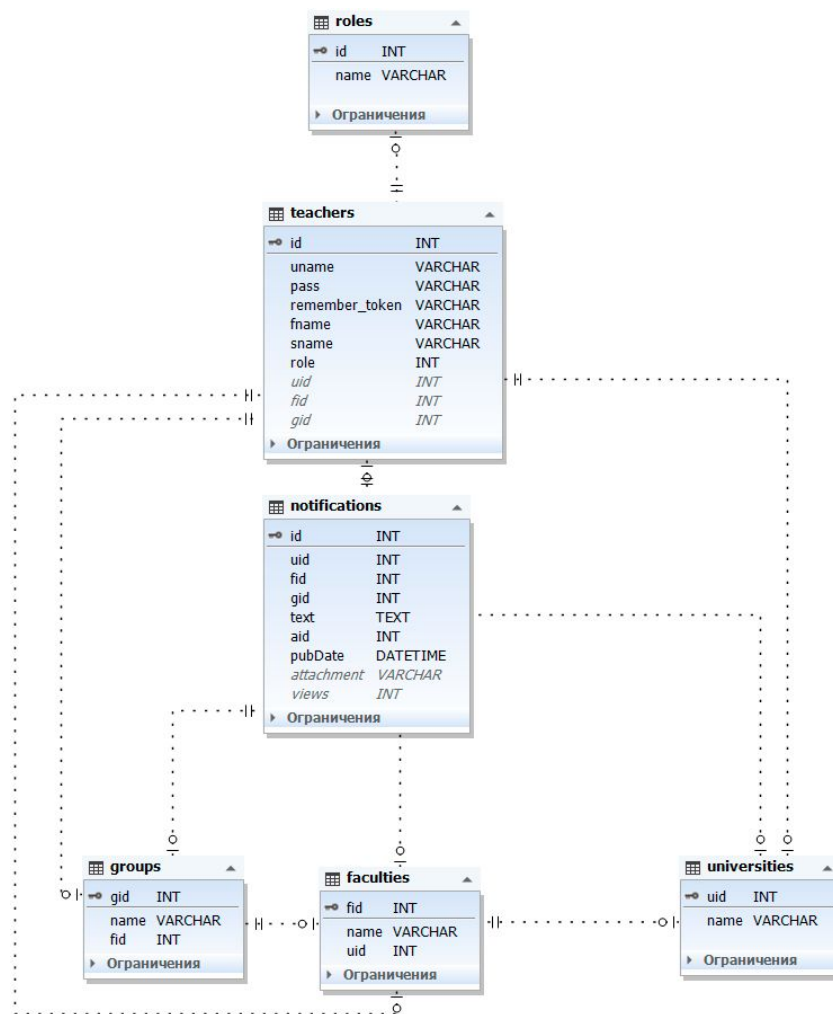 roles
id INT
name VARCHAR
Ограничения
teachers
id INT
uname VARCHAR
pass VARCHAR
remember_token VARCHAR
fname VARCHAR
sname VARCHAR
role INT
uid INT
fid INT
gid INT
Ограничения
notifications
id INT
uid INT
fid INT
gid INT
text TEXT
aid INT
pubDate DATETIME
attachment VARCHAR
views INT
Ограничения
groups
gid INT
name VARCHAR
fid INT
Ограничения
faculties
fid INT
name VARCHAR
uid INT
Ограничения
universities
uid INT
name VARCHAR
Ограничения